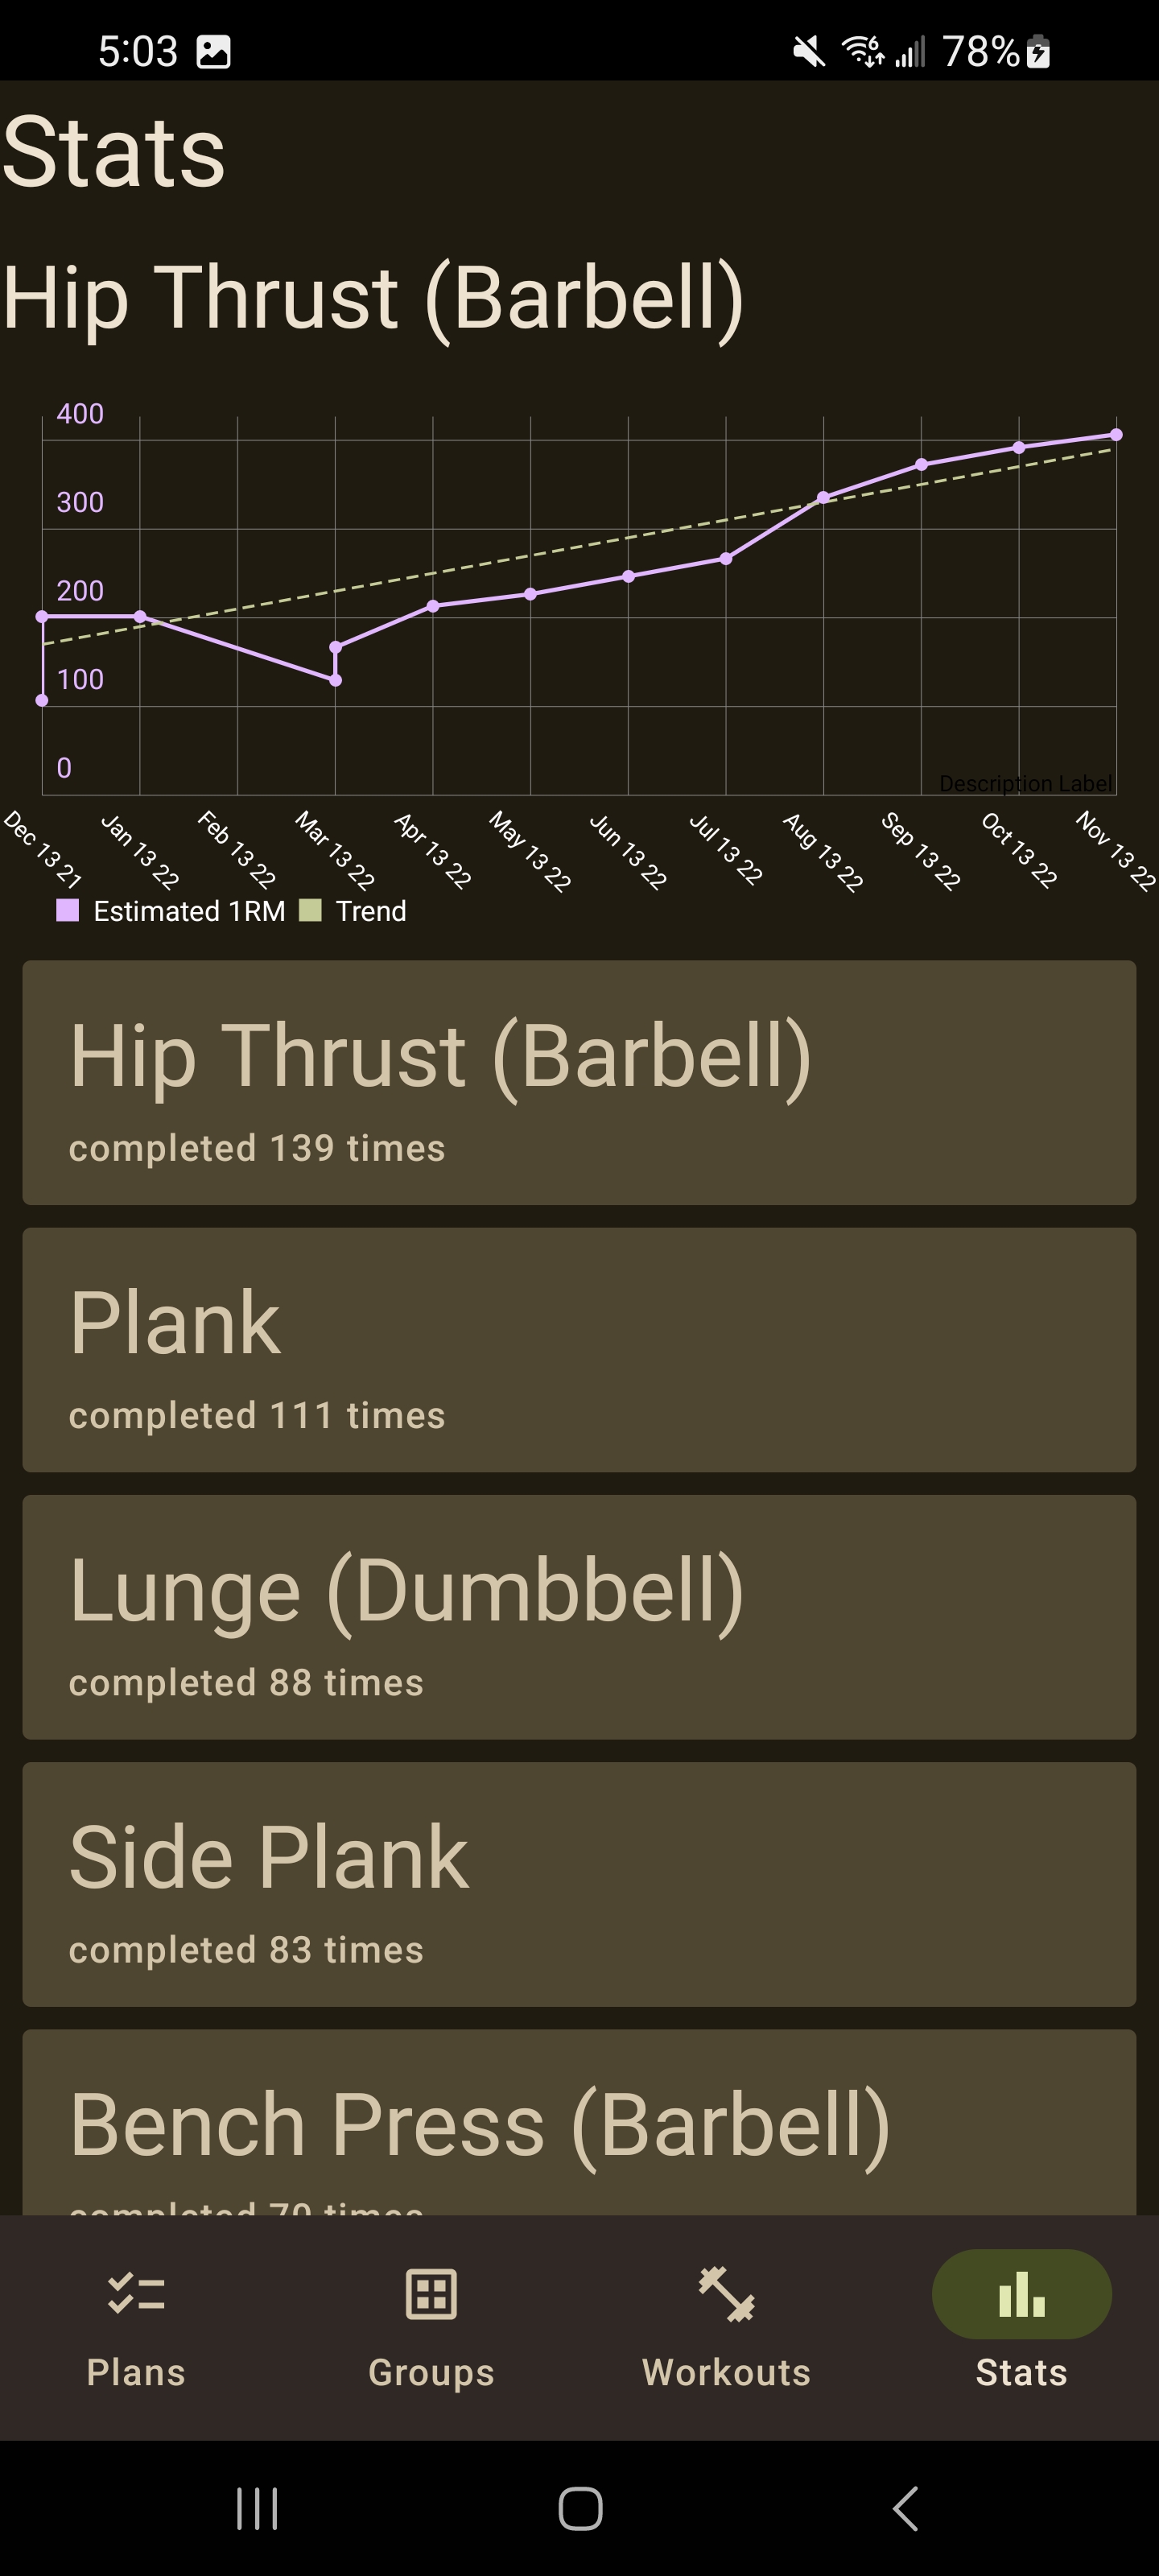 5:03
78%
Stats
Hip Thrust (Barbell)
400
300
200
100
0
Description Label
Dec 13 21
Jan 13 22
Feb 13 22
Mar 13 22
Apr 13 22
May 13 22
Jun 13 22
Jul 13 22
Aug 13 22
Sep 13 22
Oct 13 22
Nov 13 22
Estimated 1RM Trend
Hip Thrust (Barbell)
completed 139 times
Plank
completed 111 times
Lunge (Dumbbell)
completed 88 times
Side Plank
completed 83 times
Bench Press (Barbell)
completed times
Plans Groups Workouts Stats